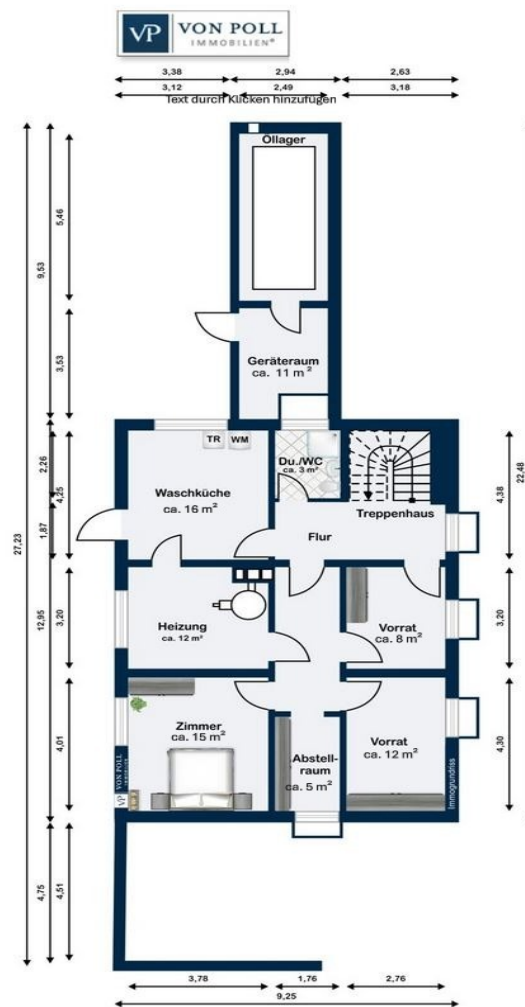 VP VON POLL
IMMOBILIEN®
3,38 2,94 2,63
3,12 2,49 3,18
Text durch Klicken hinzufügen
Öllager
5,46
9,53
3,53
Geräteraum
ca. 11 m²
TR WM
Du./WC
ca. 3 m²
2,26
4,25
1,87
4,38
22,48
27,23
Waschküche
ca. 16 m²
Treppenhaus
Flur
12,95
3,20
Heizung
ca. 12 m²
Vorrat
ca. 8 m²
3,20
4,01
Zimmer
ca. 15 m²
Abstell-
raum
ca. 5 m²
Vorrat
ca. 12 m²
4,30
VP VON POLL
Immogrundriss
4,75
4,51
3,78 1,76 2,76
9,25